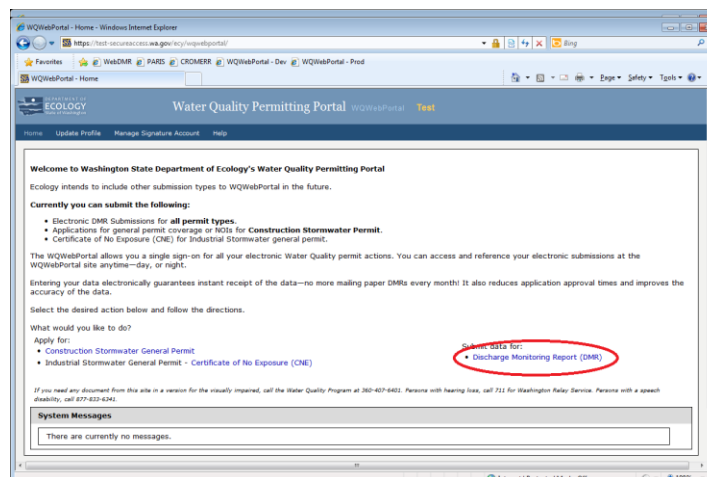 WQWebPortal - Home - Windows Internet Explorer
https://test-secureaccess.wa.gov/ecy/wqwebportal/
Bing
Favorites WebDMR PARIS CROMERR WQWebPortal - Dev WQWebPortal - Prod
WQWebPortal - Home
Page Safety Tools
DEPARTMENT OF
ECOLOGY
State of Washington
Water Quality Permitting Portal WQWebPortal Test
Home Update Profile Manage Signature Account Help
Welcome to Washington State Department of Ecology's Water Quality Permitting Portal
Ecology intends to include other submission types to WQWebPortal in the future.
Currently you can submit the following:
• Electronic DMR Submissions for all permit types.
• Applications for general permit coverage or NOIs for Construction Stormwater Permit.
• Certificate of No Exposure (CNE) for Industrial Stormwater general permit.
The WQWebPortal allows you a single sign-on for all your electronic Water Quality permit actions. You can access and reference your electronic submissions at the
WQWebPortal site anytime—day, or night.
Entering your data electronically guarantees instant receipt of the data—no more mailing paper DMRs every month! It also reduces application approval times and improves the
accuracy of the data.
Select the desired action below and follow the directions.
What would you like to do?
Apply for:
• Construction Stormwater General Permit
• Industrial Stormwater General Permit - Certificate of No Exposure (CNE)
Submit data for:
• Discharge Monitoring Report (DMR)
If you need any document from this site in a version for the visually impaired, call the Water Quality Program at 360-407-6401. Persons with hearing loss, call 711 for Washington Relay Service. Persons with a speech
disability, call 877-833-6341.
System Messages
There are currently no messages.